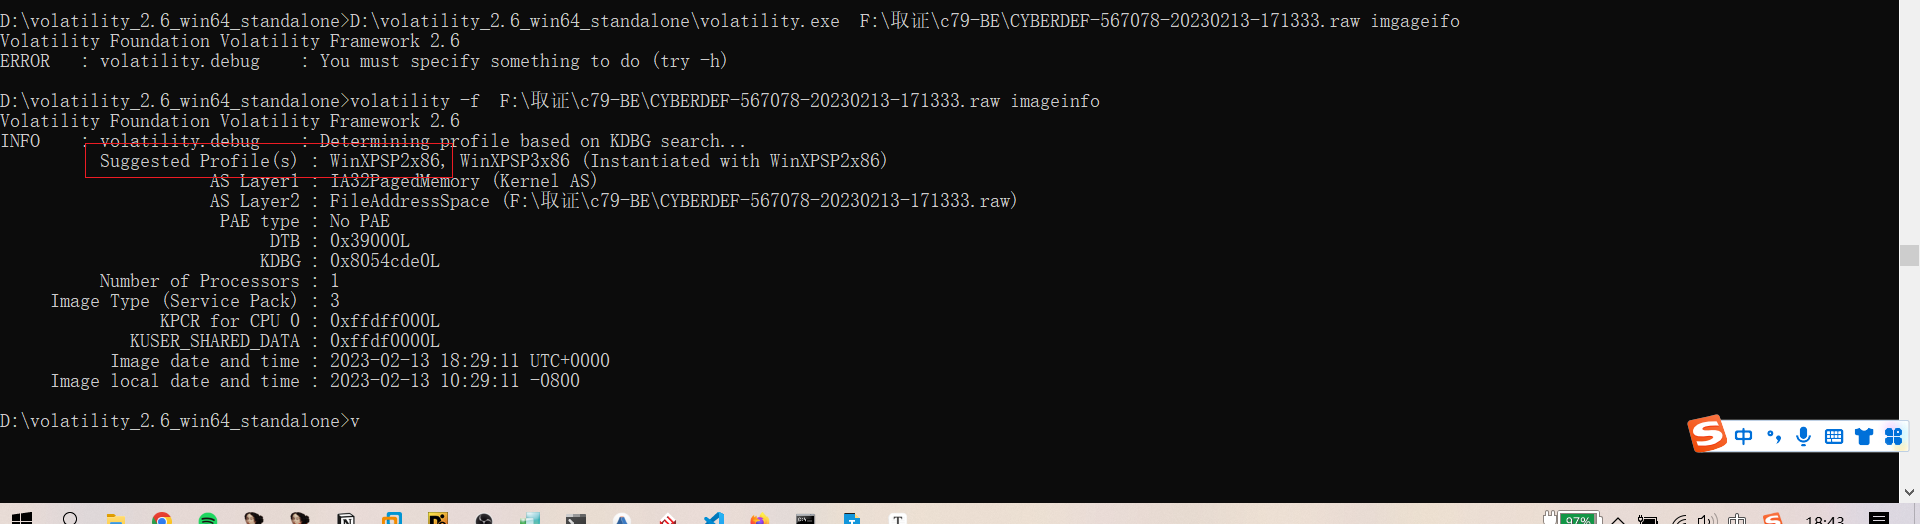 D:\volatility_2.6_win64_standalone>D:\volatility_2.6_win64_standalone\volatility.exe  F:\取证\c79-BE\CYBERDEF-567078-20230213-171333.raw imgageifo
Volatility Foundation Volatility Framework 2.6
ERROR   : volatility.debug    : You must specify something to do (try -h)
D:\volatility_2.6_win64_standalone>volatility -f  F:\取证\c79-BE\CYBERDEF-567078-20230213-171333.raw imageinfo
Volatility Foundation Volatility Framework 2.6
INFO    : volatility.debug    : Determining profile based on KDBG search...
Suggested Profile(s) : WinXPSP2x86, WinXPSP3x86 (Instantiated with WinXPSP2x86)
AS Layer1 : IA32PagedMemory (Kernel AS)
AS Layer2 : FileAddressSpace (F:\取证\c79-BE\CYBERDEF-567078-20230213-171333.raw)
PAE type : No PAE
DTB : 0x39000L
KDBG : 0x8054cde0L
Number of Processors : 1
Image Type (Service Pack) : 3
KPCR for CPU 0 : 0xffdff000L
KUSER_SHARED_DATA : 0xffdf0000L
Image date and time : 2023-02-13 18:29:11 UTC+0000
Image local date and time : 2023-02-13 10:29:11 -0800
D:\volatility_2.6_win64_standalone>v
中
97%
中
18:43